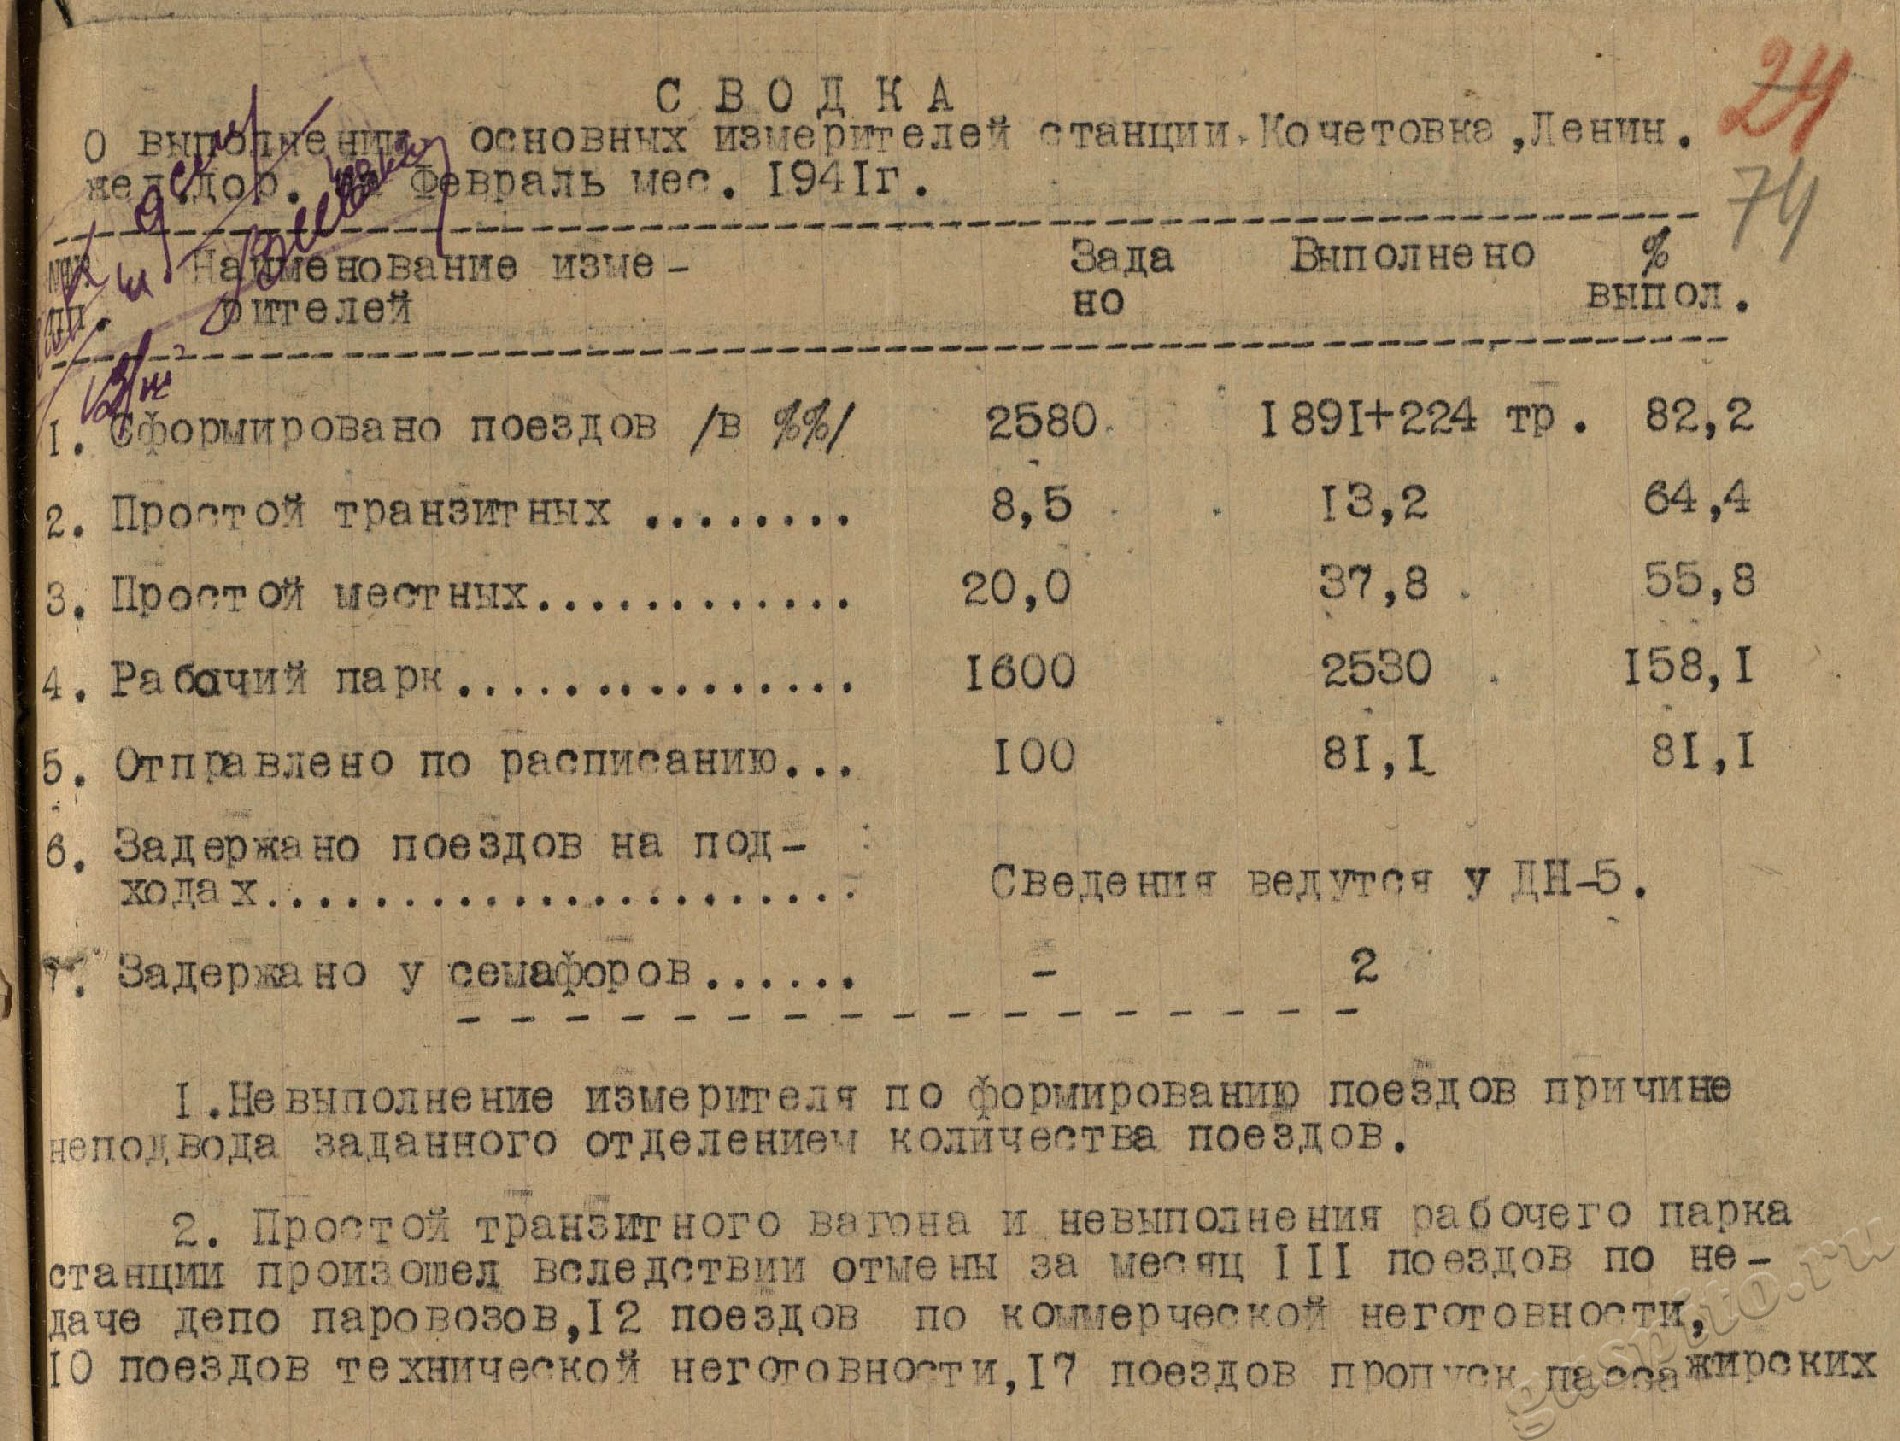 СВОДКА
24
О выполнении основных измерителей станции Кочетовка, Ленин.
жел.дор. за Февраль мес. 1941г.
74
№№ Наименование изме- Зада Выполнено %
пп. рителей но выпол.
1. Сформировано поездов /в %%/ 2580 1891+224 тр. 82,2
2. Простой транзитных ........ 8,5 13,2 64,4
3. Простой местных............ 20,0 37,8 55,8
4. Рабочий парк............... 1600 2530 158,1
5. Отправлено по расписанию... 100 81,1 81,1
6. Задержано поездов на под-
ходах...................... Сведения ведутся у ДН-5.
7. Задержано у семафоров...... - 2
1.Невыполнение измерителя по формированию поездов причине
неподвода заданного отделением количества поездов.
2. Простой транзитного вагона и невыполнения рабочего парка
станции произошел вследствии отмены за месяц 111 поездов по не-
даче депо паровозов,12 поездов по коммерческой неготовности,
10 поездов технической неготовности,17 поездов пропуск пассажирских
guspito.ru